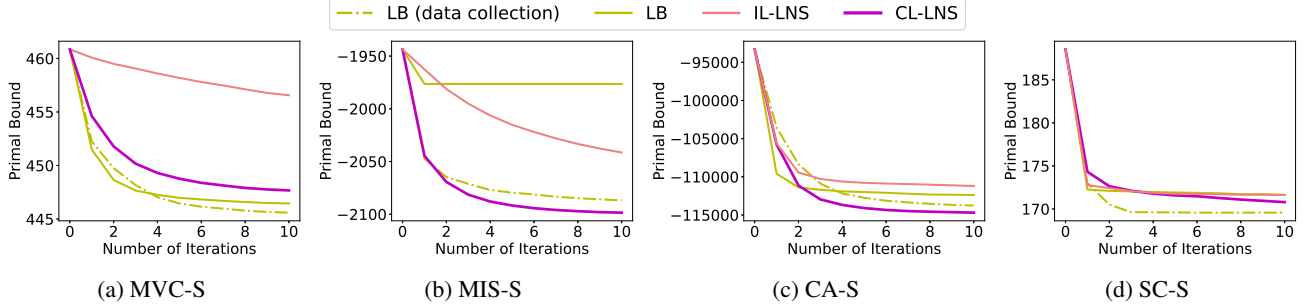 LB (data collection) LB IL-LNS CL-LNS
Primal Bound
460
455
450
445
0 2 4 6 8 10
Number of Iterations
(a) MVC-S
Primal Bound
−1950
−2000
−2050
−2100
0 2 4 6 8 10
Number of Iterations
(b) MIS-S
Primal Bound
−95000
−100000
−105000
−110000
−115000
0 2 4 6 8 10
Number of Iterations
(c) CA-S
Primal Bound
185
180
175
170
0 2 4 6 8 10
Number of Iterations
(d) SC-S